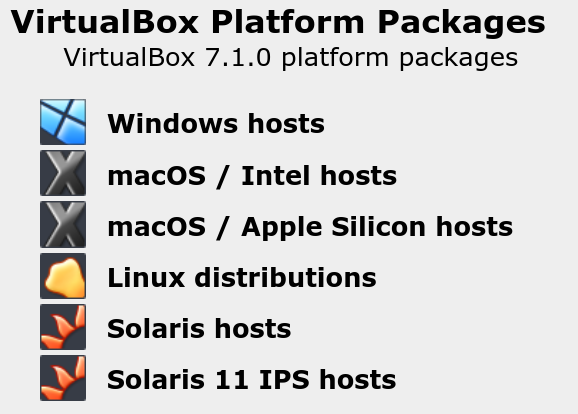 VirtualBox Platform Packages
VirtualBox 7.1.0 platform packages
Windows hosts
macOS / Intel hosts
macOS / Apple Silicon hosts
Linux distributions
Solaris hosts
Solaris 11 IPS hosts